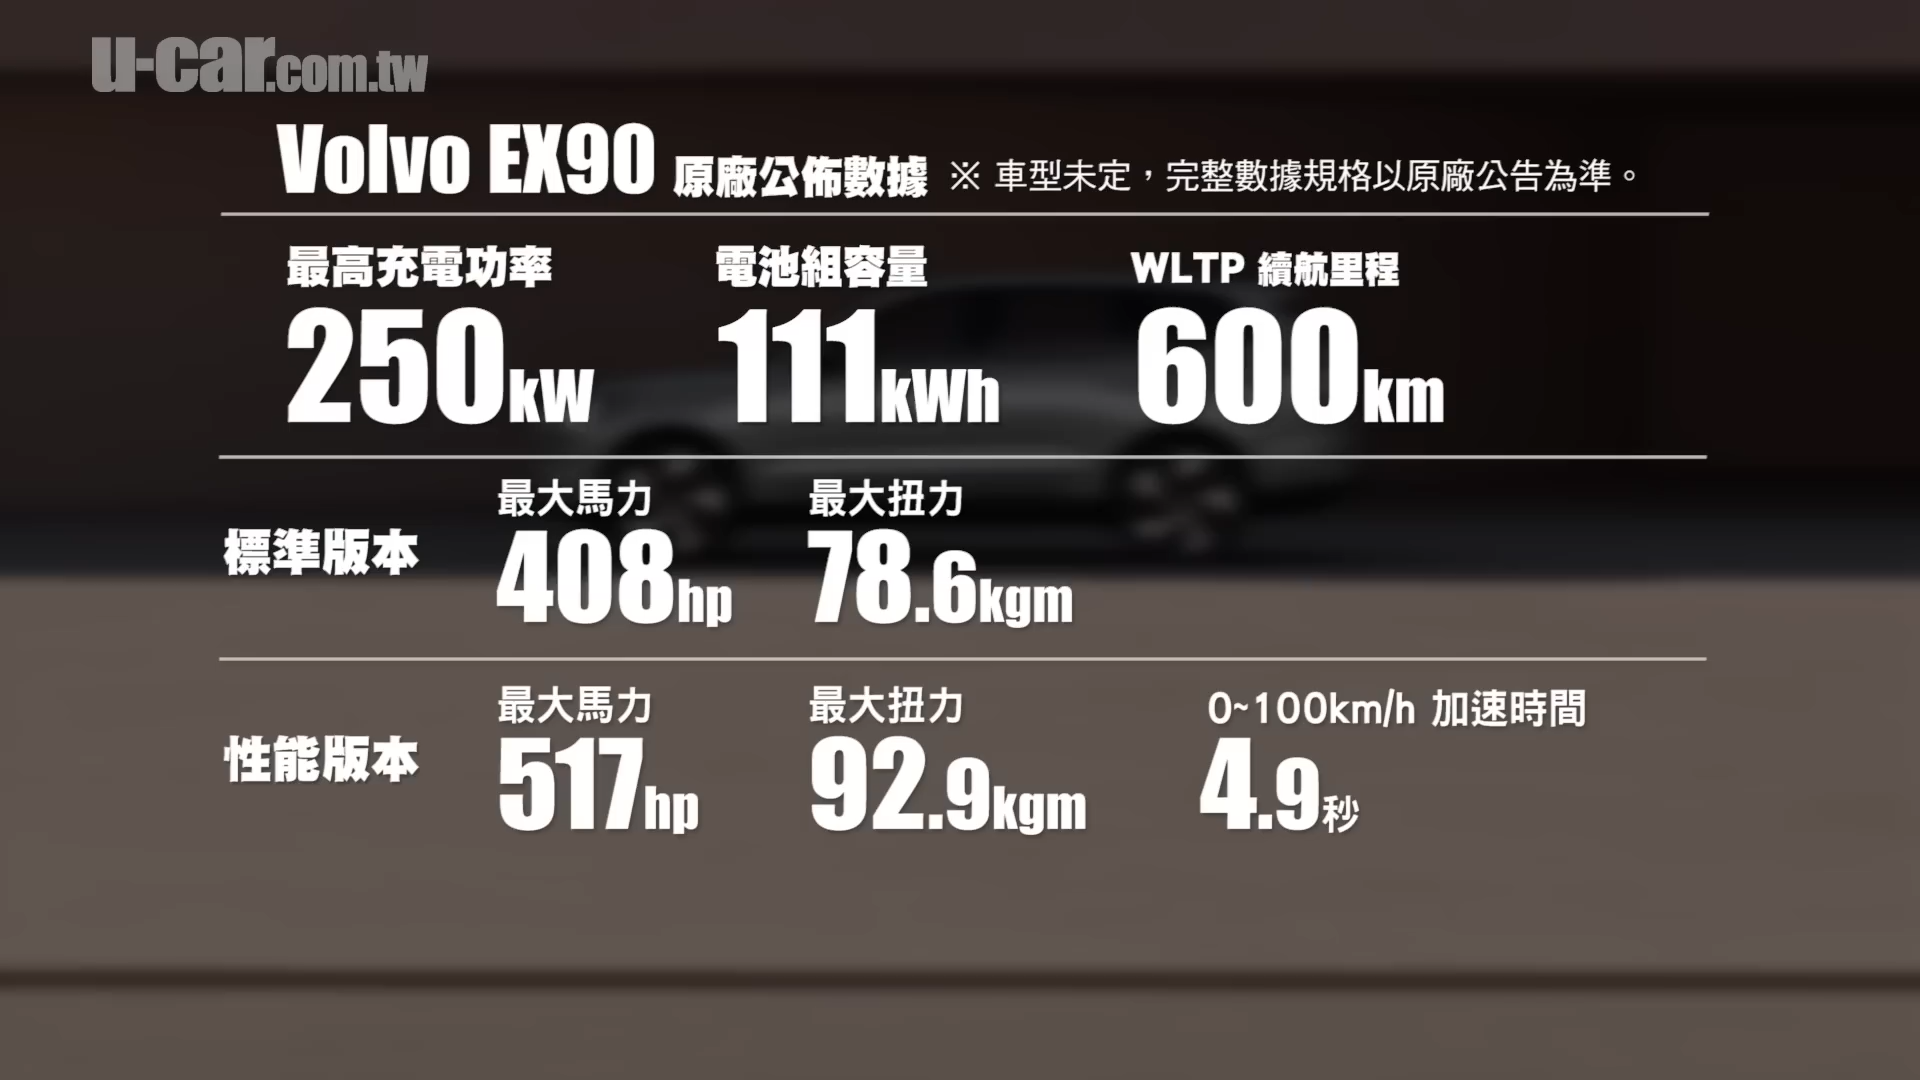 u-car.com.tw
Volvo EX90 原廠公佈數據 ※ 車型未定，完整數據規格以原廠公告為準。
最高充電功率 電池組容量 WLTP 續航里程
250kW 111kWh 600km
最大馬力 最大扭力
標準版本 408hp 78.6kgm
最大馬力 最大扭力 0~100km/h 加速時間
性能版本 517hp 92.9kgm 4.9秒